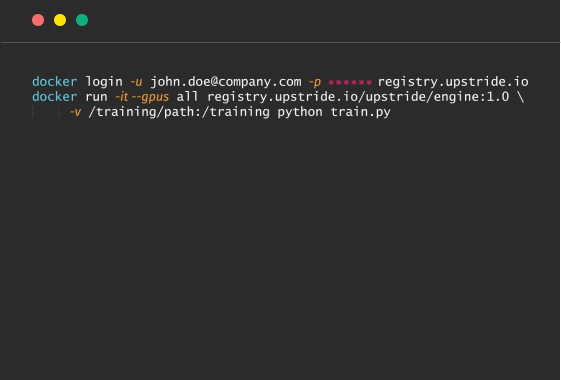 docker login -u john.doe@company.com -p ****** registry.upstride.io
docker run -it --gpus all registry.upstride.io/upstride/engine:1.0 \
-v /training/path:/training python train.py